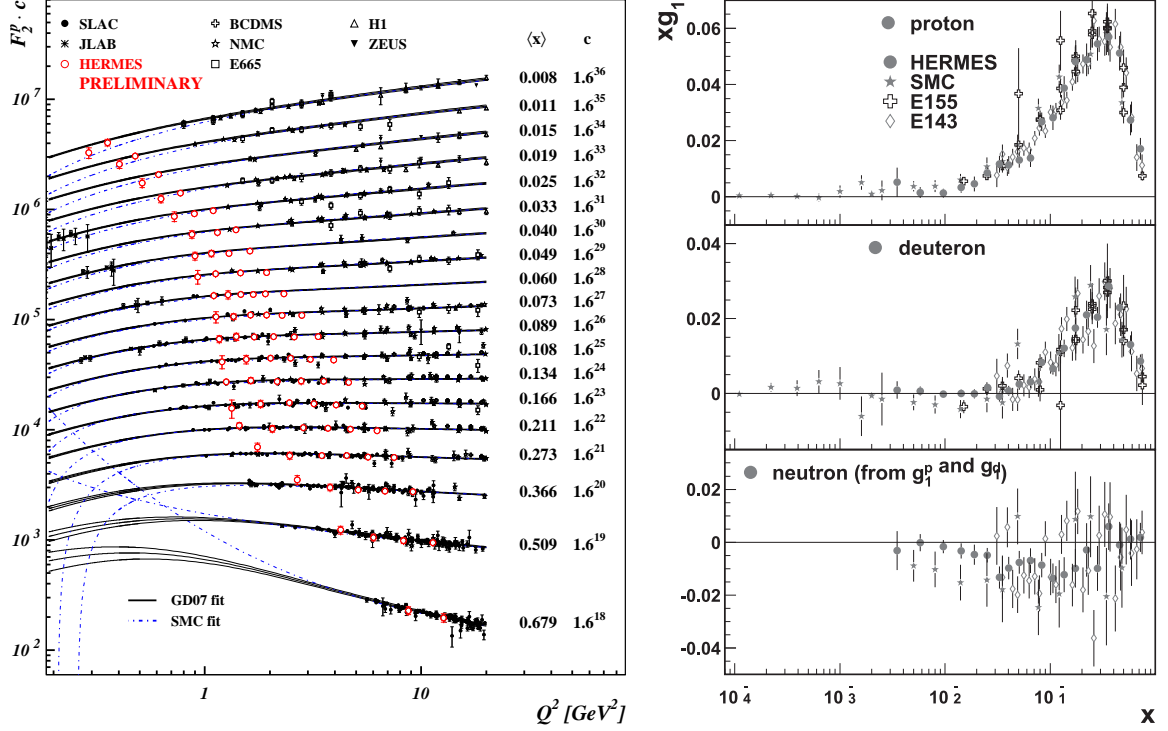 F₂ᵖ · c
SLAC BCDMS H1
JLAB NMC ZEUS
HERMES E665
PRELIMINARY
⟨x⟩ c
0.008 1.6³⁶
0.011 1.6³⁵
0.015 1.6³⁴
0.019 1.6³³
0.025 1.6³²
0.033 1.6³¹
0.040 1.6³⁰
0.049 1.6²⁹
0.060 1.6²⁸
0.073 1.6²⁷
0.089 1.6²⁶
0.108 1.6²⁵
0.134 1.6²⁴
0.166 1.6²³
0.211 1.6²²
0.273 1.6²¹
0.366 1.6²⁰
0.509 1.6¹⁹
0.679 1.6¹⁸
10⁷
10⁶
10⁵
10⁴
10³
10²
GD07 fit
SMC fit
1 10
Q² [GeV²]
xg₁
0.06
0.04
0.02
0
proton
HERMES
SMC
E155
E143
0.04
0.02
0
deuteron
neutron (from g₁ᵖ and g₁ᵈ)
0.02
0
-0.02
-0.04
10⁻⁴ 10⁻³ 10⁻² 10⁻¹
x